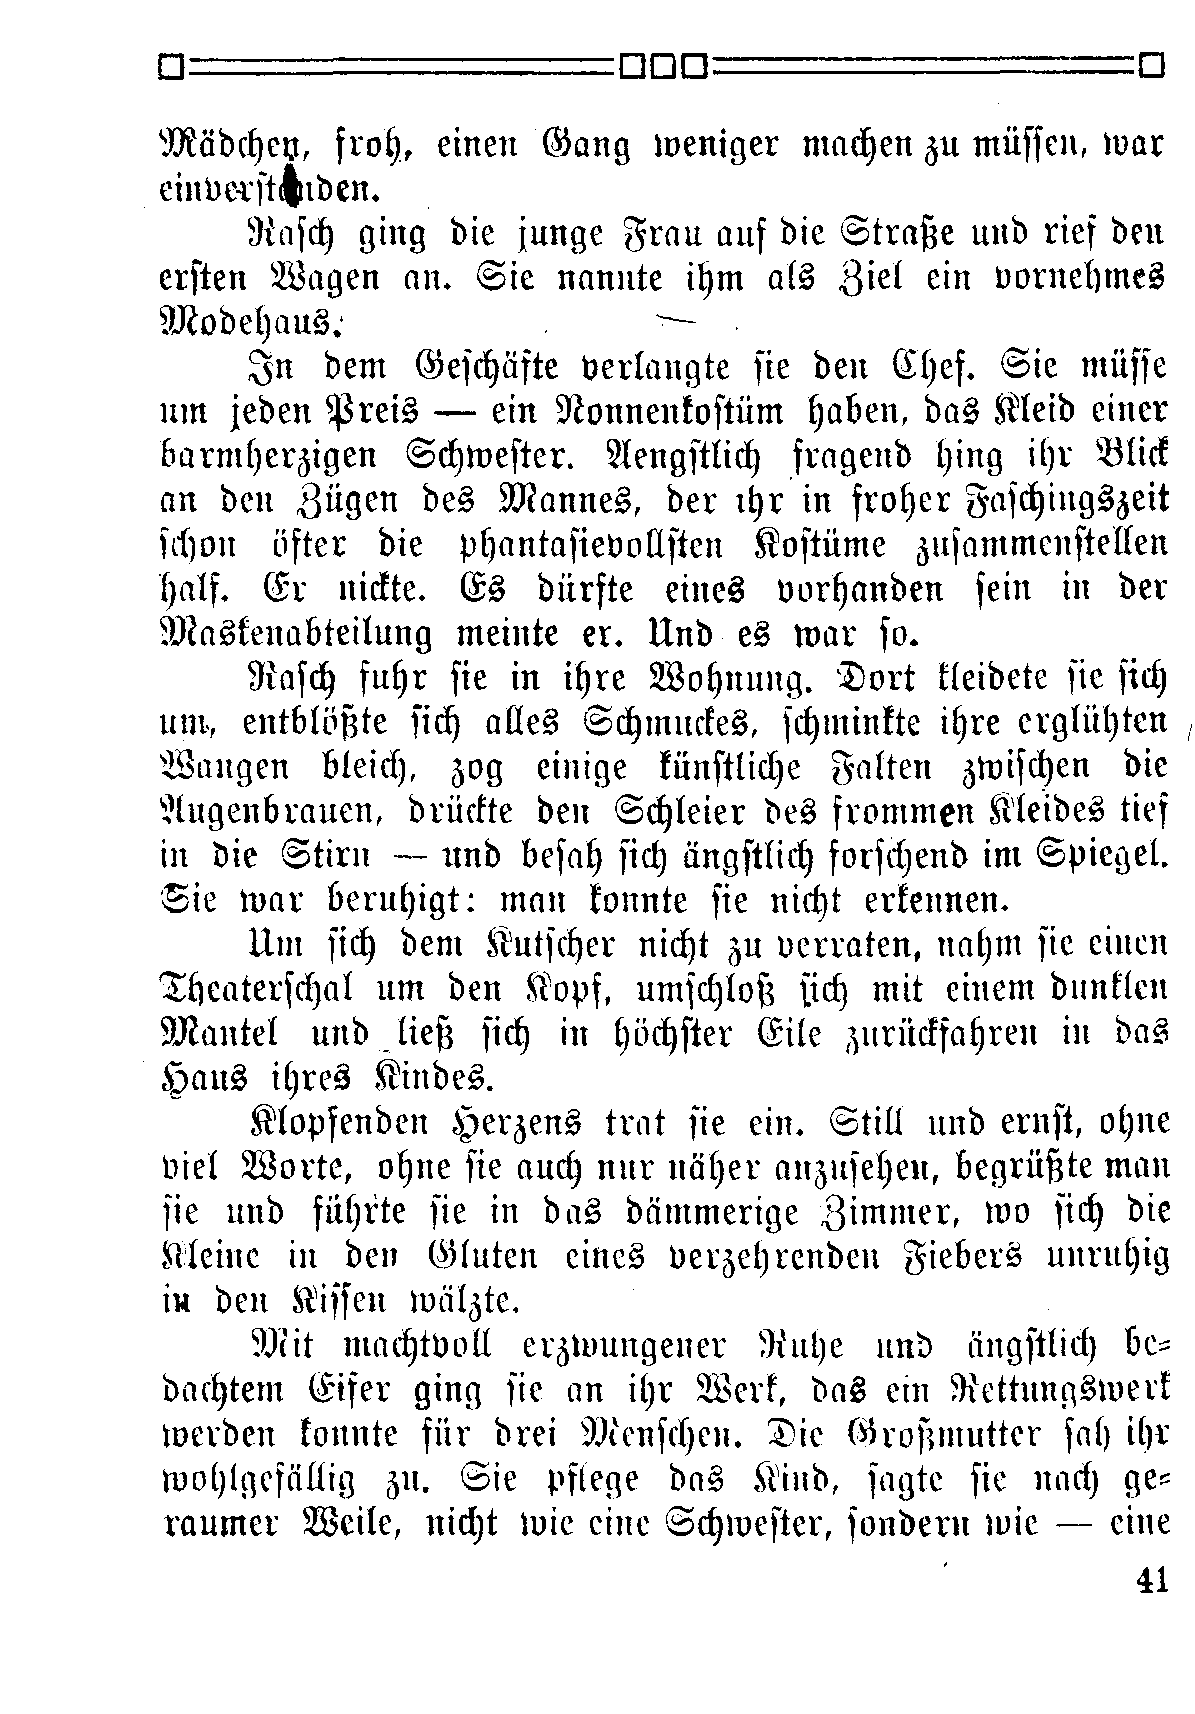 Mädchen, froh, einen Gang weniger machen zu müssen, war
einverstanden.
Rasch ging die junge Frau auf die Straße und rief den
ersten Wagen an. Sie nannte ihm als Ziel ein vornehmes
Modehaus.
In dem Geschäfte verlangte sie den Chef. Sie müsse
um jeden Preis — ein Nonnenkostüm haben, das Kleid einer
barmherzigen Schwester. Aengstlich fragend hing ihr Blick
an den Zügen des Mannes, der ihr in froher Faschingszeit
schon öfter die phantasievollsten Kostüme zusammenstellen
half. Er nickte. Es dürfte eines vorhanden sein in der
Maskenabteilung meinte er. Und es war so.
Rasch fuhr sie in ihre Wohnung. Dort kleidete sie sich
um, entblößte sich alles Schmuckes, schminkte ihre erglühten
Wangen bleich, zog einige künstliche Falten zwischen die
Augenbrauen, drückte den Schleier des frommen Kleides tief
in die Stirn — und besah sich ängstlich forschend im Spiegel.
Sie war beruhigt: man konnte sie nicht erkennen.
Um sich dem Kutscher nicht zu verraten, nahm sie einen
Theaterschal um den Kopf, umschloß sich mit einem dunklen
Mantel und ließ sich in höchster Eile zurückfahren in das
Haus ihres Kindes.
Klopfenden Herzens trat sie ein. Still und ernst, ohne
viel Worte, ohne sie auch nur näher anzusehen, begrüßte man
sie und führte sie in das dämmerige Zimmer, wo sich die
Kleine in den Gluten eines verzehrenden Fiebers unruhig
in den Kissen wälzte.
Mit machtvoll erzwungener Ruhe und ängstlich be-
dachtem Eifer ging sie an ihr Werk, das ein Rettungswerk
werden konnte für drei Menschen. Die Großmutter sah ihr
wohlgefällig zu. Sie pflege das Kind, sagte sie nach ge-
raumer Weile, nicht wie eine Schwester, sondern wie — eine
41